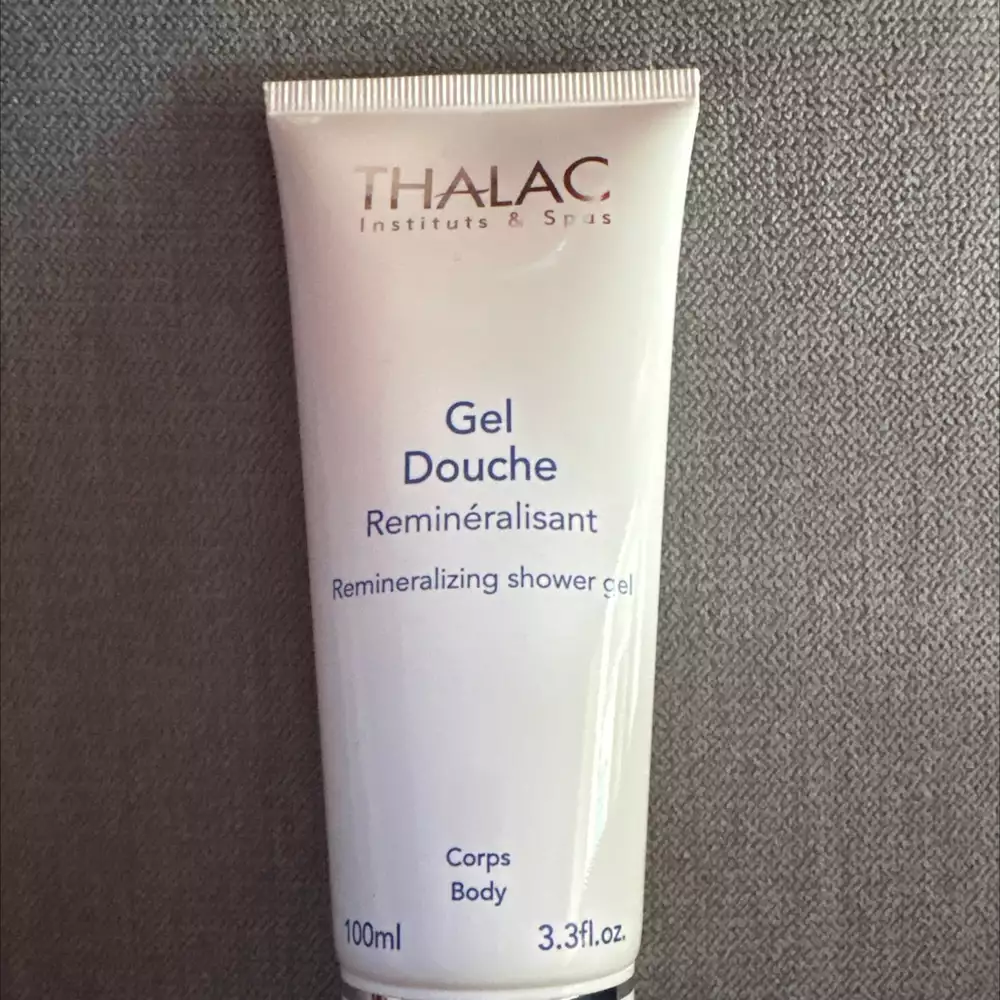 THALAC
Instituts & Spas
Gel
Douche
Reminéralisant
Remineralizing shower gel
Corps
Body
100ml 3.3fl.oz.